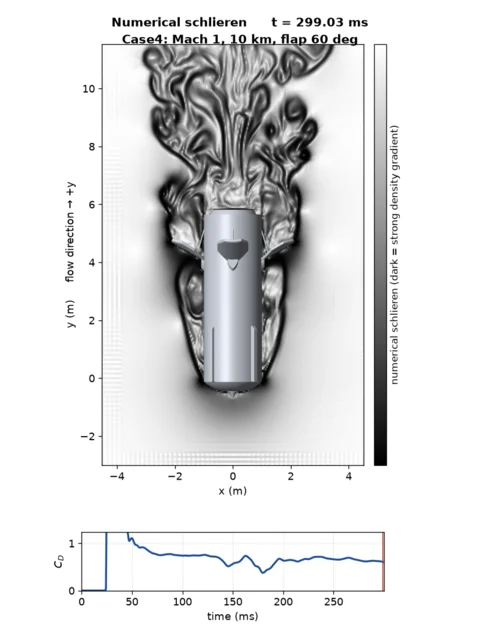 Numerical schlieren t = 299.03 ms
Case4: Mach 1, 10 km, flap 60 deg
10
8
6
4
2
0
−2
y (m) flow direction → +y
−4
−2
0
2
4
x (m)
numerical schlieren (dark = strong density gradient)
1
0
C_D
0
50
100
150
200
250
time (ms)